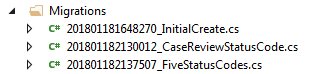 Migrations
C# 201801181648270_InitialCreate.cs
C# 201801182130012_CaseReviewStatusCode.cs
C# 201801182137507_FiveStatusCodes.cs